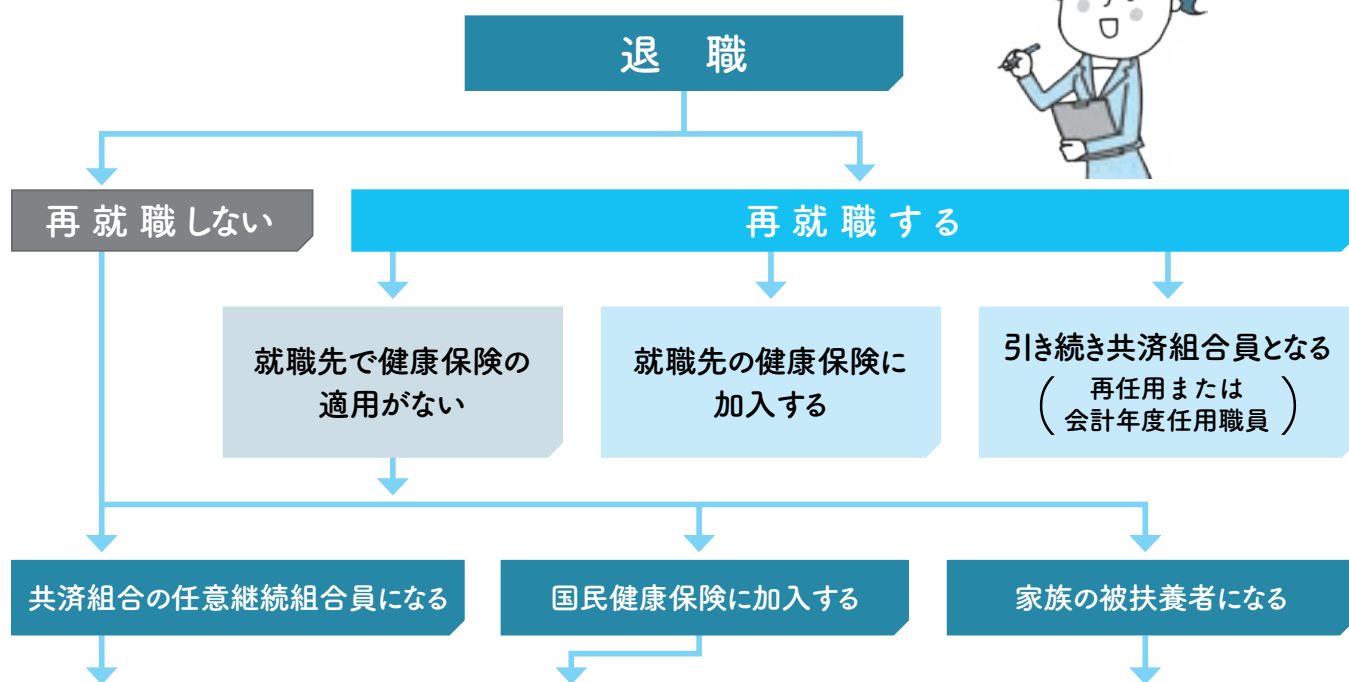 退職
再就職しない
再就職する
就職先で健康保険の
適用がない
就職先の健康保険に
加入する
引き続き共済組合員となる
(再任用または
会計年度任用職員)
共済組合の任意継続組合員になる
国民健康保険に加入する
家族の被扶養者になる